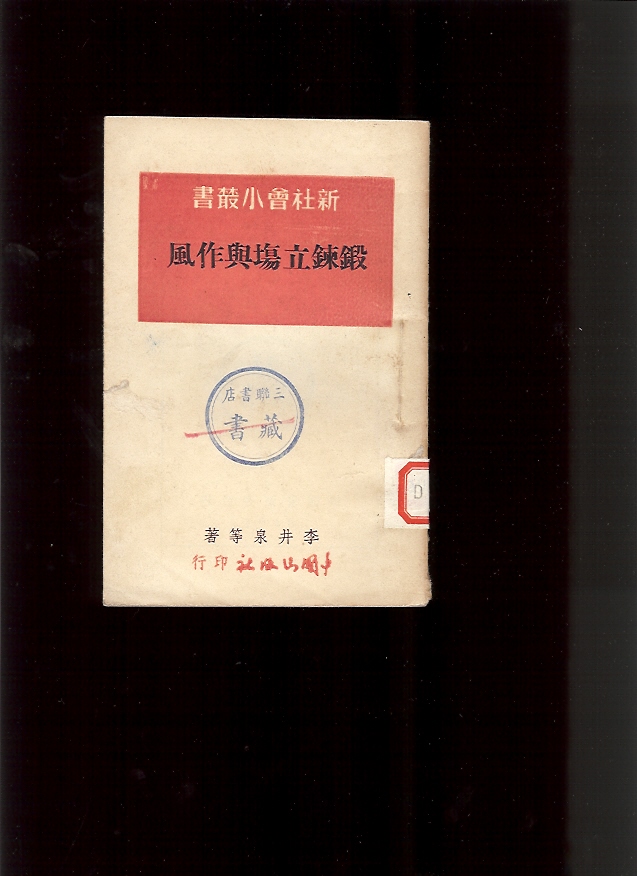 新社會小叢書
鍛鍊立場與作風
三聯書店
藏書
D
李井泉等著
中國出版社印行